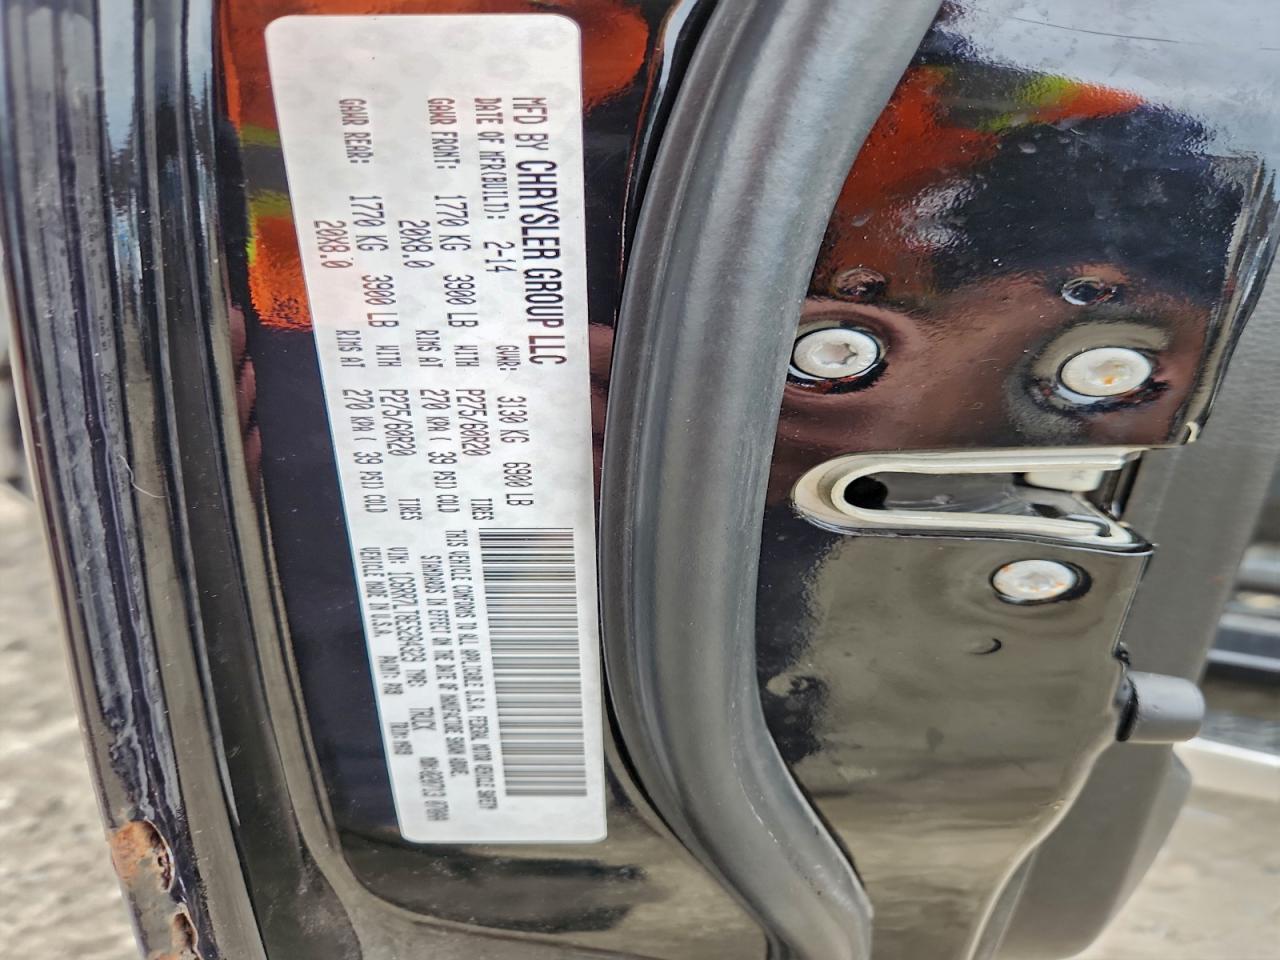 MFD BY CHRYSLER GROUP LLC
DATE OF MFR(BUILT): 2-14 GVWR: 3130 KG 6900 LB
GAWR FRONT: 1770 KG 3900 LB WITH P275/60R20 TIRES
20X8.0 RIMS AT 270 KPA ( 39 PSI) COLD
GAWR REAR: 1770 KG 3900 LB WITH P275/60R20 TIRES
20X8.0 RIMS AT 270 KPA ( 39 PSI) COLD
THIS VEHICLE CONFORMS TO ALL APPLICABLE U.S.A. FEDERAL MOTOR VEHICLE SAFETY
STANDARDS IN EFFECT ON THE DATE OF MANUFACTURE SHOWN ABOVE.
VIN: TYPE: TRUCK
VEHICLE MADE IN U.S.A. PAINT: TRIM: